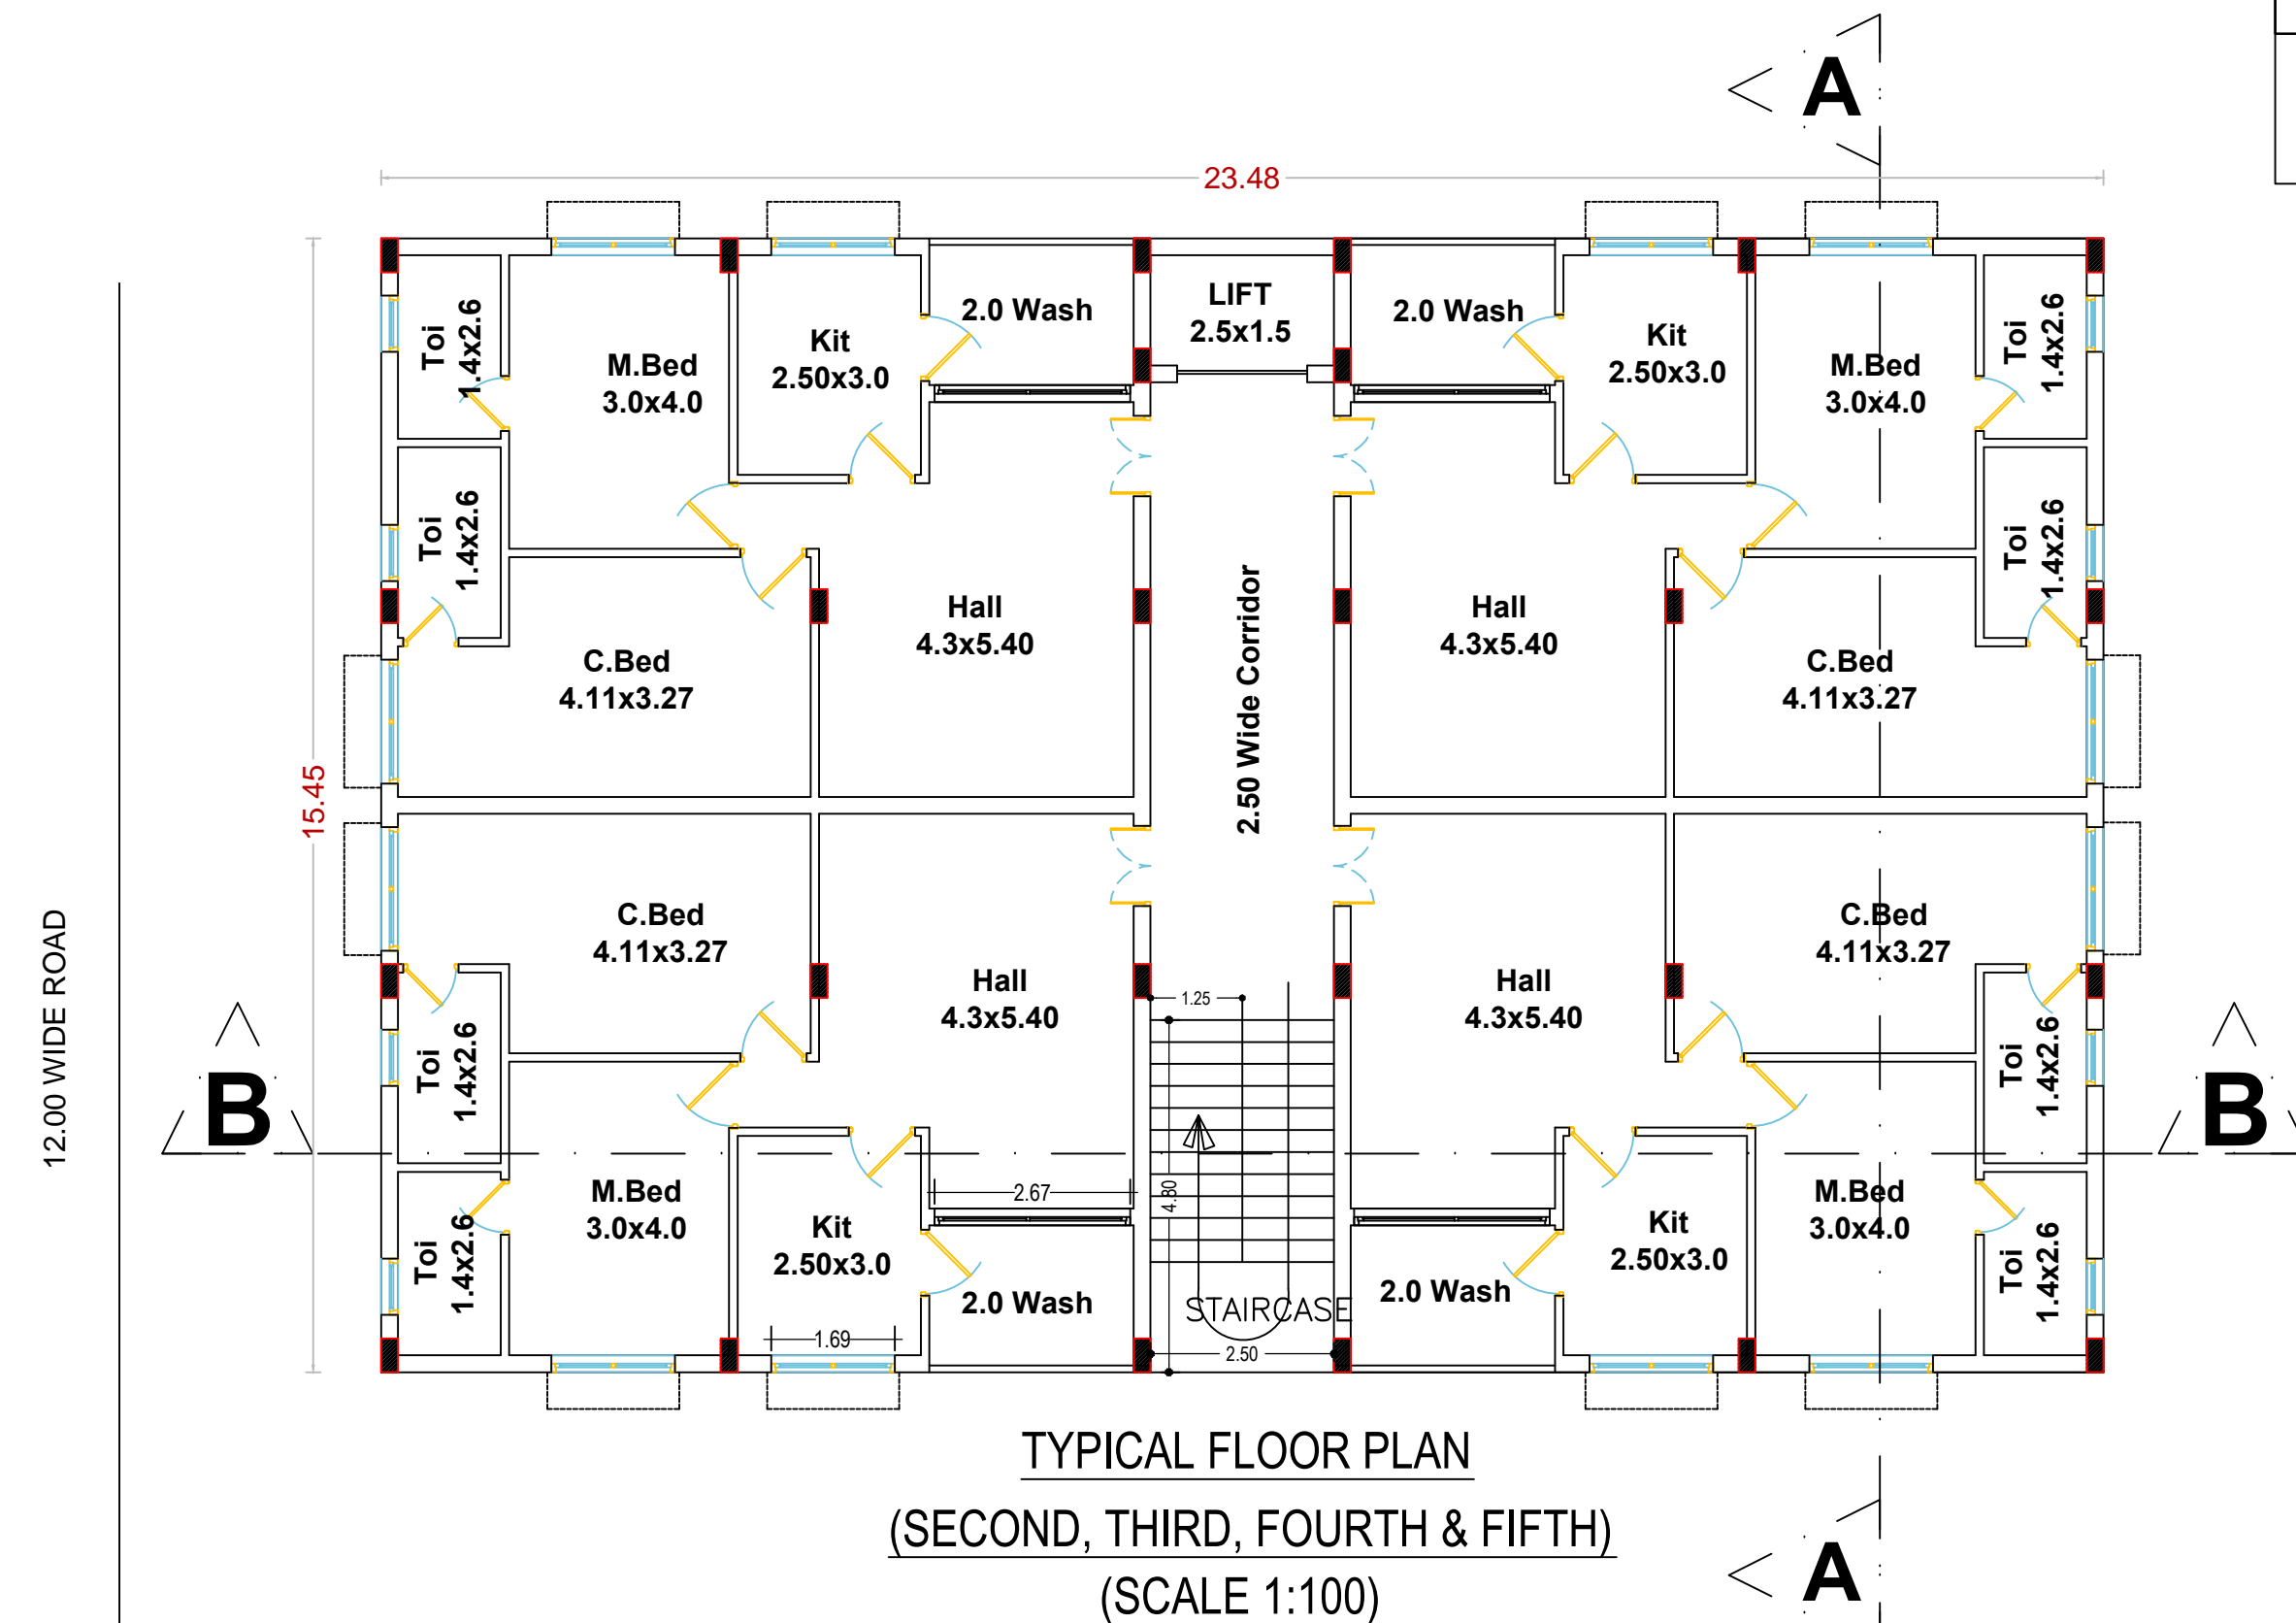 A
23.48
2.0 Wash
LIFT
2.5x1.5
2.0 Wash
Toi
1.4x2.6
M.Bed
3.0x4.0
Kit
2.50x3.0
Kit
2.50x3.0
M.Bed
3.0x4.0
Toi
1.4x2.6
Toi
1.4x2.6
Toi
1.4x2.6
Hall
4.3x5.40
2.50 Wide Corridor
Hall
4.3x5.40
C.Bed
4.11x3.27
C.Bed
4.11x3.27
15.45
12.00 WIDE ROAD
C.Bed
4.11x3.27
C.Bed
4.11x3.27
Hall
4.3x5.40
1.25
Hall
4.3x5.40
Toi
1.4x2.6
Toi
1.4x2.6
B
B
M.Bed
3.0x4.0
2.67
4.80
M.Bed
3.0x4.0
Toi
1.4x2.6
Kit
2.50x3.0
Kit
2.50x3.0
Toi
1.4x2.6
2.0 Wash
STAIRCASE
2.0 Wash
1.69
2.50
TYPICAL FLOOR PLAN
(SECOND, THIRD, FOURTH & FIFTH)
(SCALE 1:100)
A